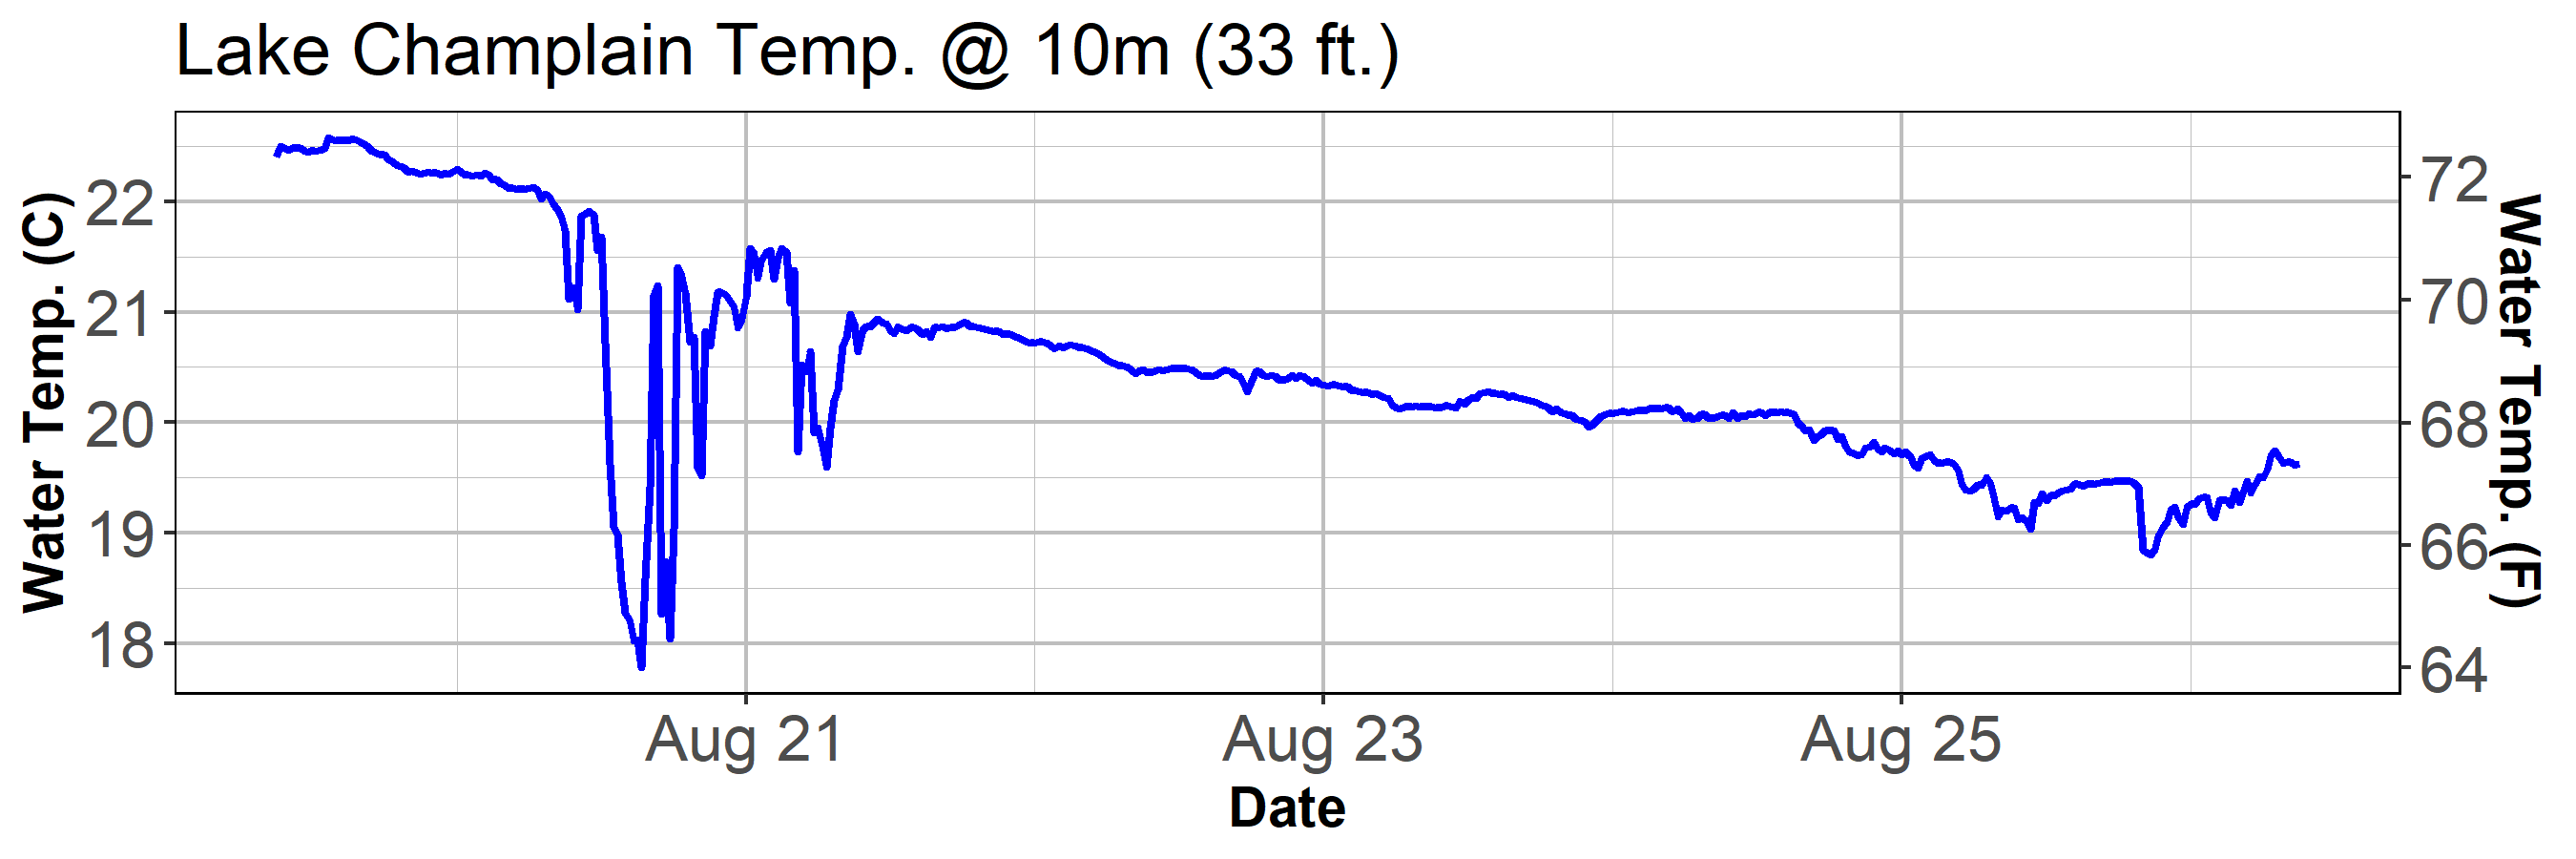 Lake Champlain Temp. @ 10m (33 ft.)
Water Temp. (C)
22
21
20
19
18
72
70
68
66
64
Water Temp. (F)
Aug 21
Aug 23
Aug 25
Date